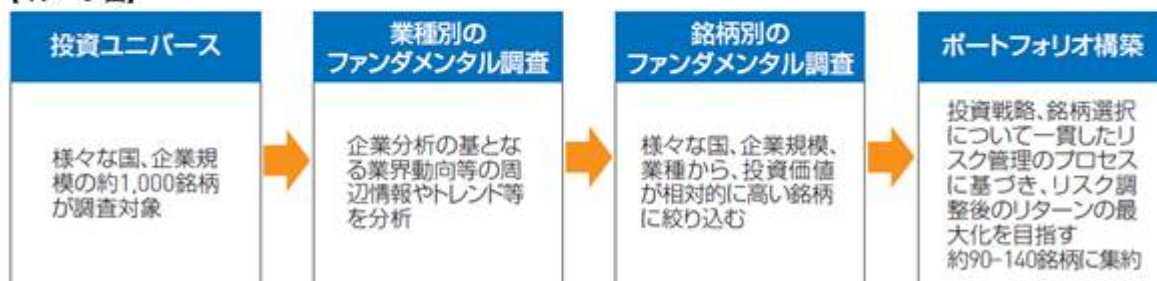 投資ユニバース
様々な国、企業規
模の約1,000銘柄
が調査対象
業種別の
ファンダメンタル調査
企業分析の基とな
る業界動向等の周
辺情報やトレンド等
を分析
銘柄別の
ファンダメンタル調査
様々な国、企業規模、
業種から、投資価値
が相対的に高い銘柄
に絞り込む
ポートフォリオ構築
投資戦略、銘柄選択
について一貫したリ
スク管理のプロセス
に基づき、リスク調
整後のリターンの最
大化を目指す
約90-140銘柄に集約